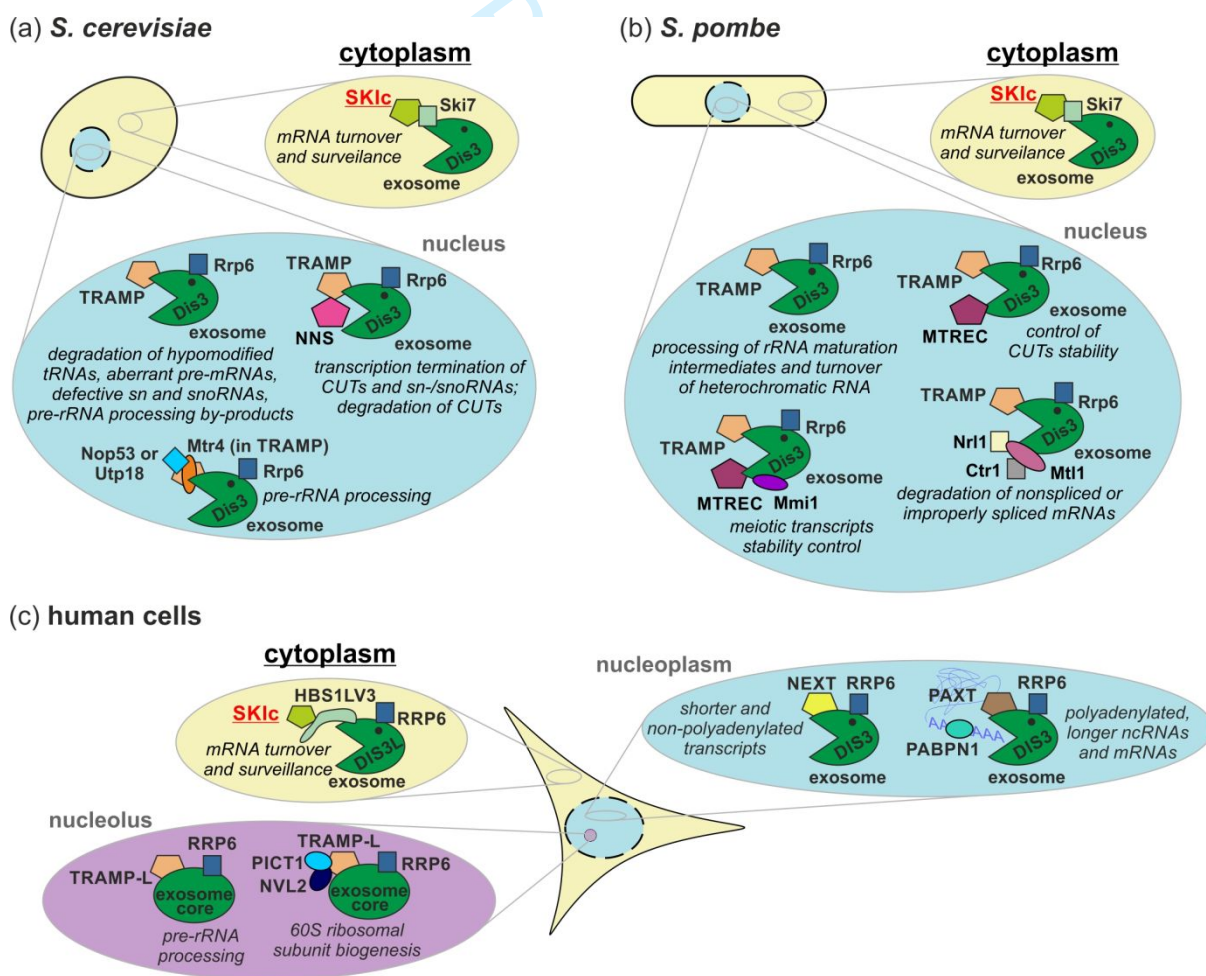 (a) S. cerevisiae
cytoplasm
SKIc
Ski7
mRNA turnover
and surveilance
Dis3
exosome
nucleus
TRAMP
Rrp6
Dis3
exosome
degradation of hypomodified
tRNAs, aberrant pre-mRNAs,
defective sn and snoRNAs,
pre-rRNA processing by-products
TRAMP
Rrp6
Dis3
NNS
exosome
transcription termination of
CUTs and sn-/snoRNAs;
degradation of CUTs
Nop53 or
Utp18
Mtr4 (in TRAMP)
Rrp6
Dis3
pre-rRNA processing
exosome
(b) S. pombe
cytoplasm
SKIc
Ski7
mRNA turnover
and surveilance
Dis3
exosome
nucleus
TRAMP
Rrp6
Dis3
exosome
processing of rRNA maturation
intermediates and turnover
of heterochromatic RNA
TRAMP
Rrp6
Dis3
exosome
MTREC
control of
CUTs stability
TRAMP
Rrp6
Dis3
exosome
MTREC
Mmi1
meiotic transcripts
stability control
TRAMP
Rrp6
Dis3
Nrl1
exosome
Ctr1
Mtl1
degradation of nonspliced or
improperly spliced mRNAs
(c) human cells
cytoplasm
HBS1LV3
SKIc
RRP6
DIS3L
mRNA turnover
and surveillance
exosome
nucleoplasm
NEXT
RRP6
shorter and
non-polyadenylated
transcripts
DIS3
exosome
PAXT
RRP6
AA
AAA
PABPN1
DIS3
exosome
polyadenylated,
longer ncRNAs
and mRNAs
nucleolus
RRP6
TRAMP-L
exosome
core
pre-rRNA
processing
TRAMP-L
PICT1
NVL2
RRP6
exosome
core
60S ribosomal
subunit biogenesis